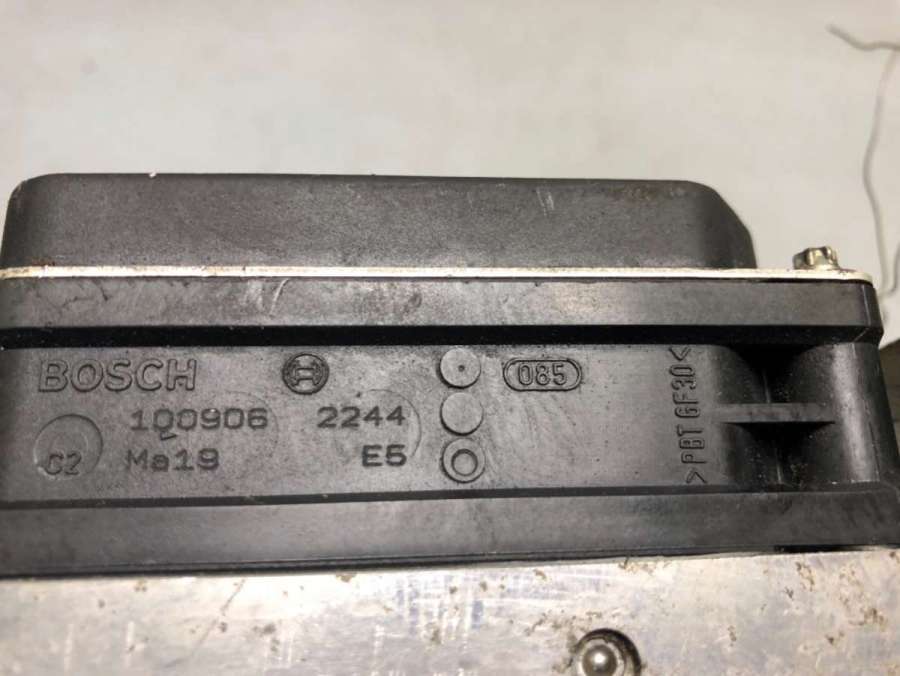 BOSCH
085
100906 2244
C2 Ma19 E5
>PBT GF30<